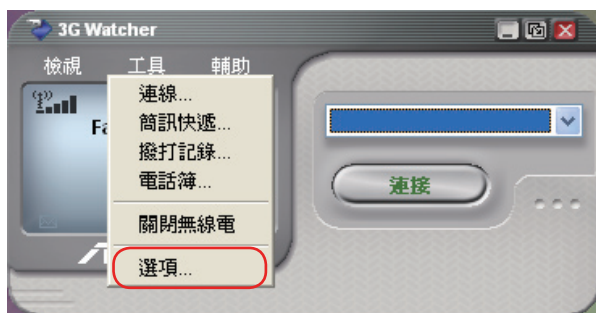 3G Watcher
檢視 工具 輔助
連線...
簡訊快遞...
撥打記錄...
電話簿...
關閉無線電
選項...
連接